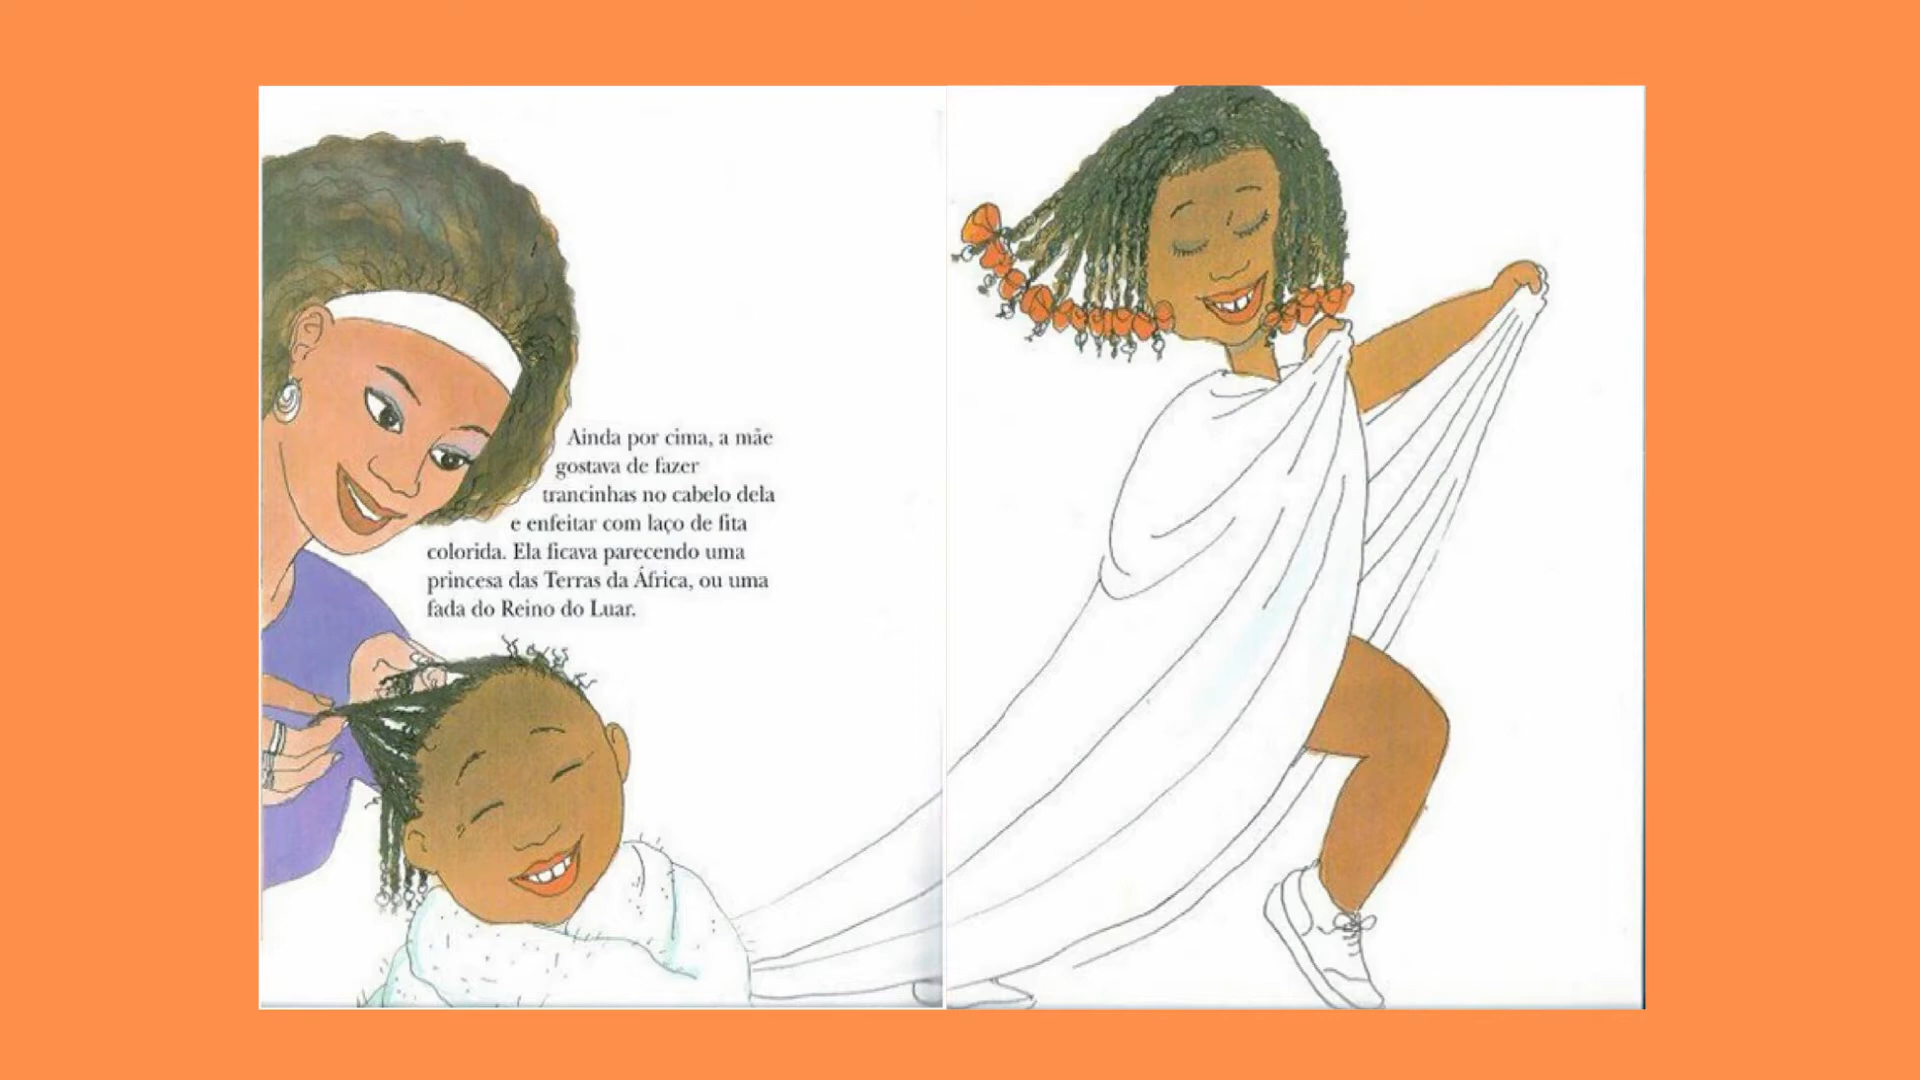 Ainda por cima, a mãe
gostava de fazer
trancinhas no cabelo dela
e enfeitar com laço de fita
colorida. Ela ficava parecendo uma
princesa das Terras da África, ou uma
fada do Reino do Luar.